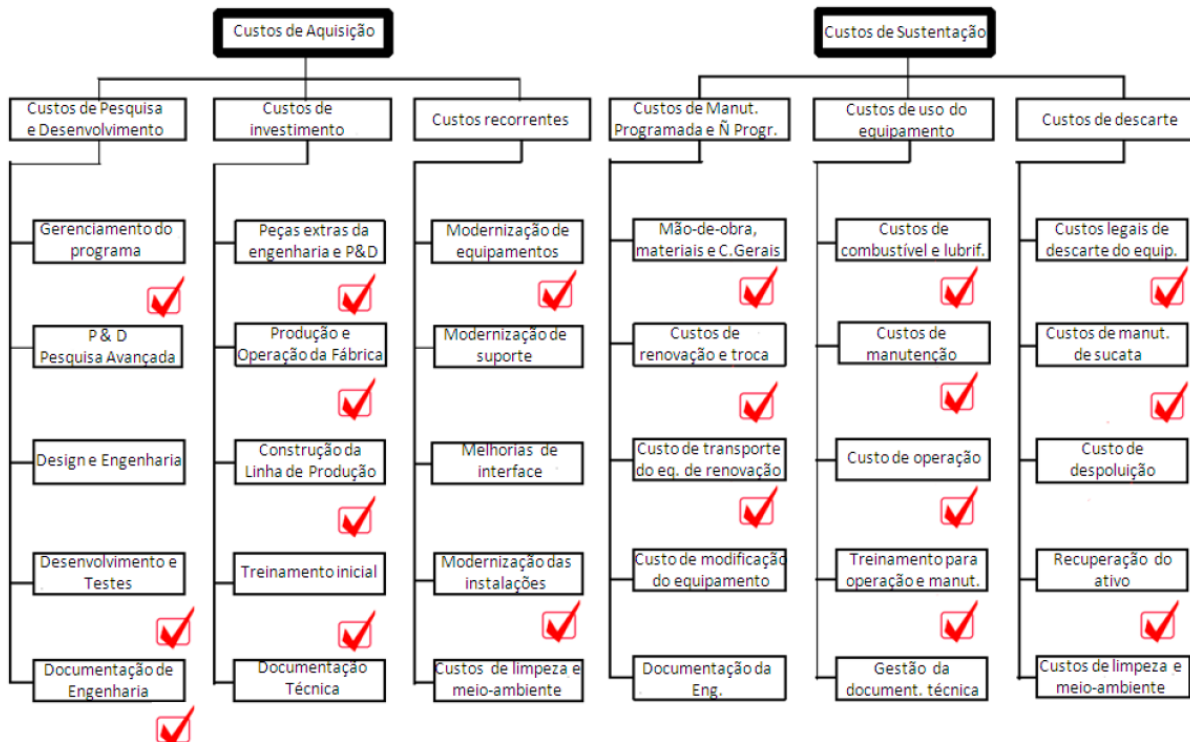 Custos de Aquisição
Custos de Sustentação
Custos de Pesquisa
e Desenvolvimento
Custos de
investimento
Custos recorrentes
Custos de Manut.
Programada e Ñ Progr.
Custos de uso do
equipamento
Custos de descarte
Gerenciamento do
programa
Peças extras da
engenharia e P&D
Modernização de
equipamentos
Mão-de-obra,
materiais e C.Gerais
Custos de
combustível e lubrif.
Custos legais de
descarte do equip.
P & D
Pesquisa Avançada
Produção e
Operação da Fábrica
Modernização de
suporte
Custos de
renovação e troca
Custos de
manutenção
Custos de manut.
de sucata
Design e Engenharia
Construção da
Linha de Produção
Melhorias de
interface
Custo de transporte
do eq. de renovação
Custo de operação
Custo de
despoluição
Desenvolvimento e
Testes
Treinamento inicial
Modernização das
instalações
Custo de modificação
do equipamento
Treinamento para
operação e manut.
Recuperação do
ativo
Documentação de
Engenharia
Documentação
Técnica
Custos de limpeza e
meio-ambiente
Documentação da
Eng.
Gestão da
document. técnica
Custos de limpeza e
meio-ambiente